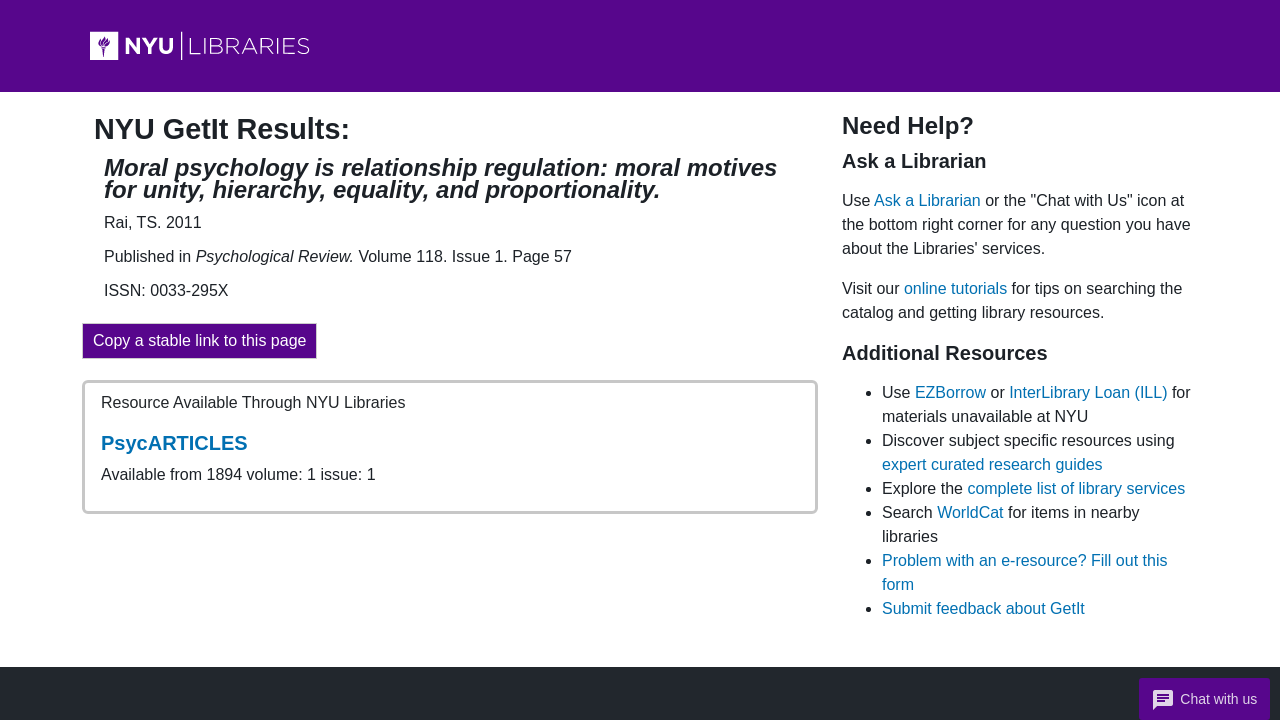 NYU LIBRARIES
NYU GetIt Results:
Moral psychology is relationship regulation: moral motives
for unity, hierarchy, equality, and proportionality.
Rai, TS. 2011
Published in Psychological Review. Volume 118. Issue 1. Page 57
ISSN: 0033-295X
Copy a stable link to this page
Resource Available Through NYU Libraries
PsycARTICLES
Available from 1894 volume: 1 issue: 1
Need Help?
Ask a Librarian
Use Ask a Librarian or the "Chat with Us" icon at
the bottom right corner for any question you have
about the Libraries' services.
Visit our online tutorials for tips on searching the
catalog and getting library resources.
Additional Resources
Use EZBorrow or InterLibrary Loan (ILL) for
materials unavailable at NYU
Discover subject specific resources using
expert curated research guides
Explore the complete list of library services
Search WorldCat for items in nearby
libraries
Problem with an e-resource? Fill out this
form
Submit feedback about GetIt
Chat with us